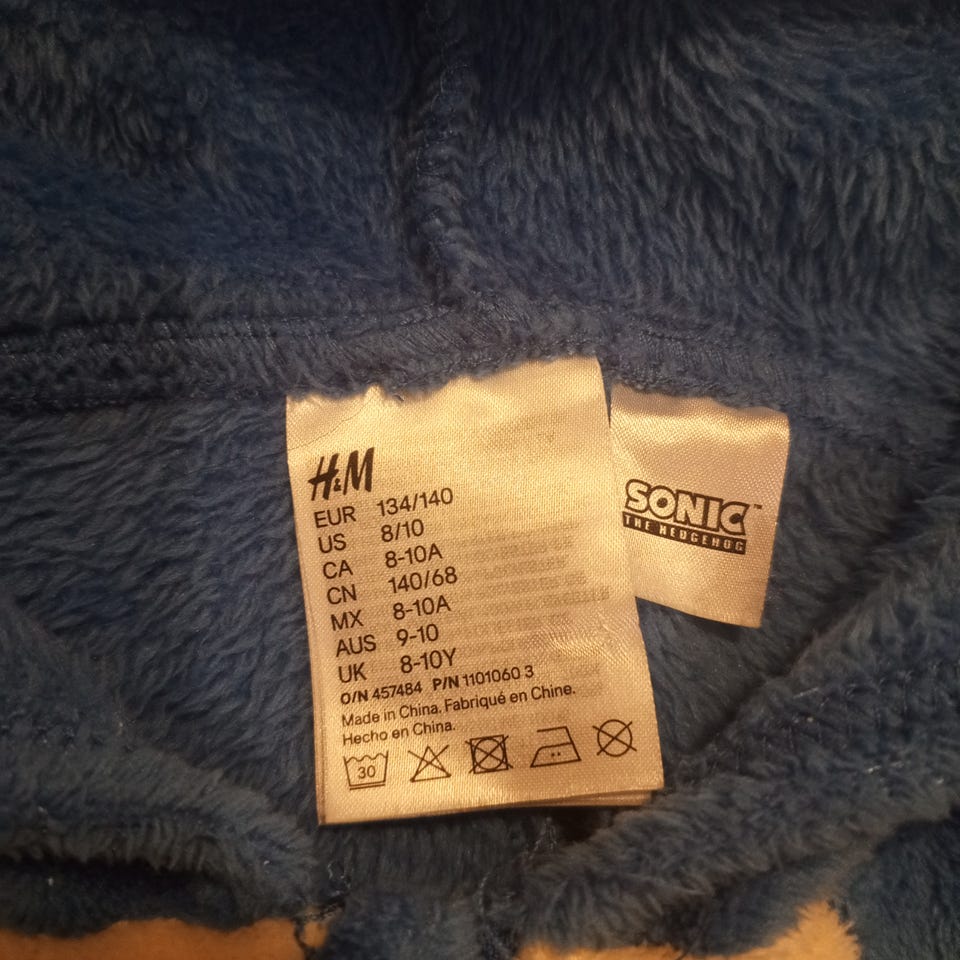 H&M
EUR 134/140
US 8/10
CA 8-10A
CN 140/68
MX 8-10A
AUS 9-10
UK 8-10Y
O/N 457484 P/N 1101060 3
Made in China. Fabriqué en Chine.
Hecho en China.
30
SONIC™
THE HEDGEHOG